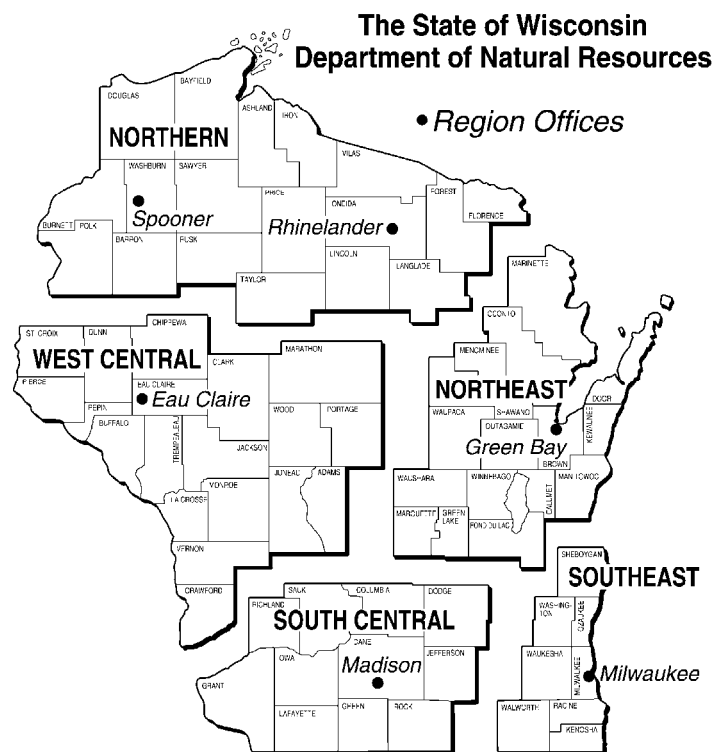 The State of Wisconsin
Department of Natural Resources
Region Offices
DOUGLAS
BAYFIELD
ASHLAND
IRON
VILAS
NORTHERN
WASHBURN
SAWYER
PRICE
ONEIDA
FOREST
FLORENCE
Spooner
Rhinelander
BURNETT
POLK
BARRON
RUSK
LINCOLN
LANGLADE
TAYLOR
MARINETTE
OCONTO
CHIPPEWA
ST. CROIX
DUNN
WEST CENTRAL
CLARK
MARATHON
MENOMINEE
NORTHEAST
PIERCE
EAU CLAIRE
Eau Claire
DOOR
PEPIN
BUFFALO
TREMPEALEAU
WOOD
PORTAGE
WAUPACA
SHAWANO
OUTAGAMIE
KEWAUNEE
Green Bay
BROWN
JACKSON
JUNEAU
ADAMS
WAUSHARA
WINNEBAGO
CALUMET
MANITOWOC
MONROE
LA CROSSE
MARQUETTE
GREEN
LAKE
FOND DU LAC
VERNON
CRAWFORD
SHEBOYGAN
SOUTHEAST
SAUK
COLUMBIA
DODGE
RICHLAND
SOUTH CENTRAL
WASHING-
TON
OZAUKEE
DANE
IOWA
Madison
JEFFERSON
WAUKESHA
MILWAUKEE
Milwaukee
GRANT
LAFAYETTE
GREEN
ROCK
WALWORTH
RACINE
KENOSHA